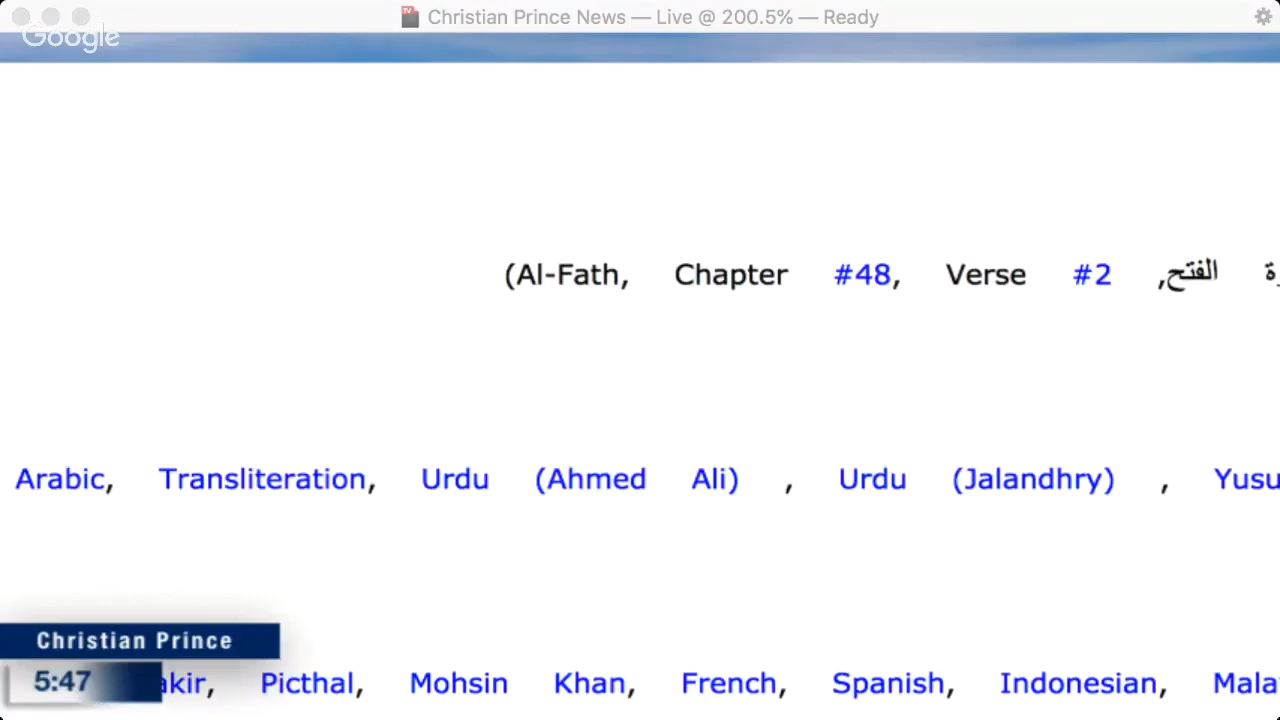 Christian Prince News — Live @ 200.5% — Ready
Google
(Al-Fath, Chapter #48, Verse #2 الفتح,
Arabic, Transliteration, Urdu (Ahmed Ali) , Urdu (Jalandhry) ,
Christian Prince
5:47
Picthal, Mohsin Khan, French, Spanish, Indonesian,